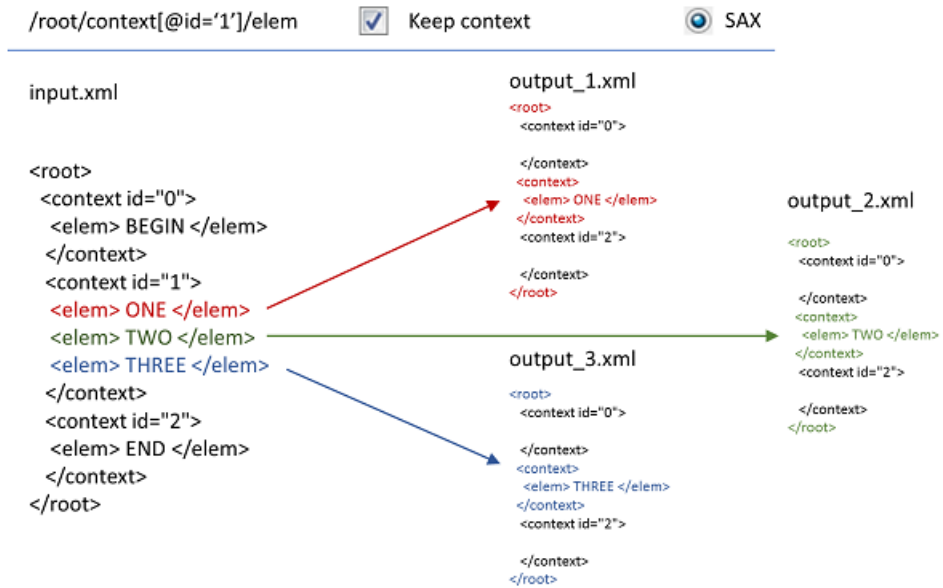 /root/context[@id=‘1’]/elem Keep context SAX
input.xml
<root>
<context id="0">
<elem> BEGIN </elem>
</context>
<context id="1">
<elem> ONE </elem>
<elem> TWO </elem>
<elem> THREE </elem>
</context>
<context id="2">
<elem> END </elem>
</context>
</root>
output_1.xml
<root>
<context id="0">
</context>
<context>
<elem> ONE </elem>
</context>
<context id="2">
</context>
</root>
output_2.xml
<root>
<context id="0">
</context>
<context>
<elem> TWO </elem>
</context>
<context id="2">
</context>
</root>
output_3.xml
<root>
<context id="0">
</context>
<context>
<elem> THREE </elem>
</context>
<context id="2">
</context>
</root>